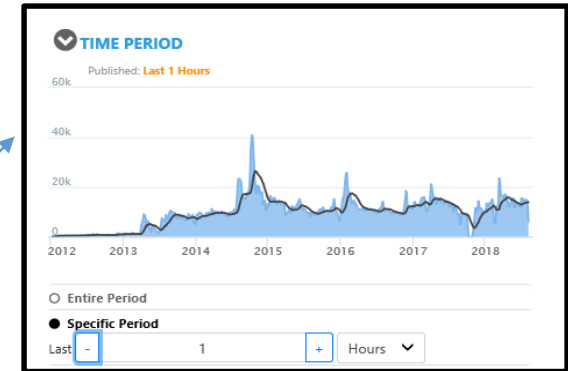 TIME PERIOD
Published: Last 1 Hours
60k
40k
20k
0
2012 2013 2014 2015 2016 2017 2018
Entire Period
Specific Period
Last - 1 + Hours